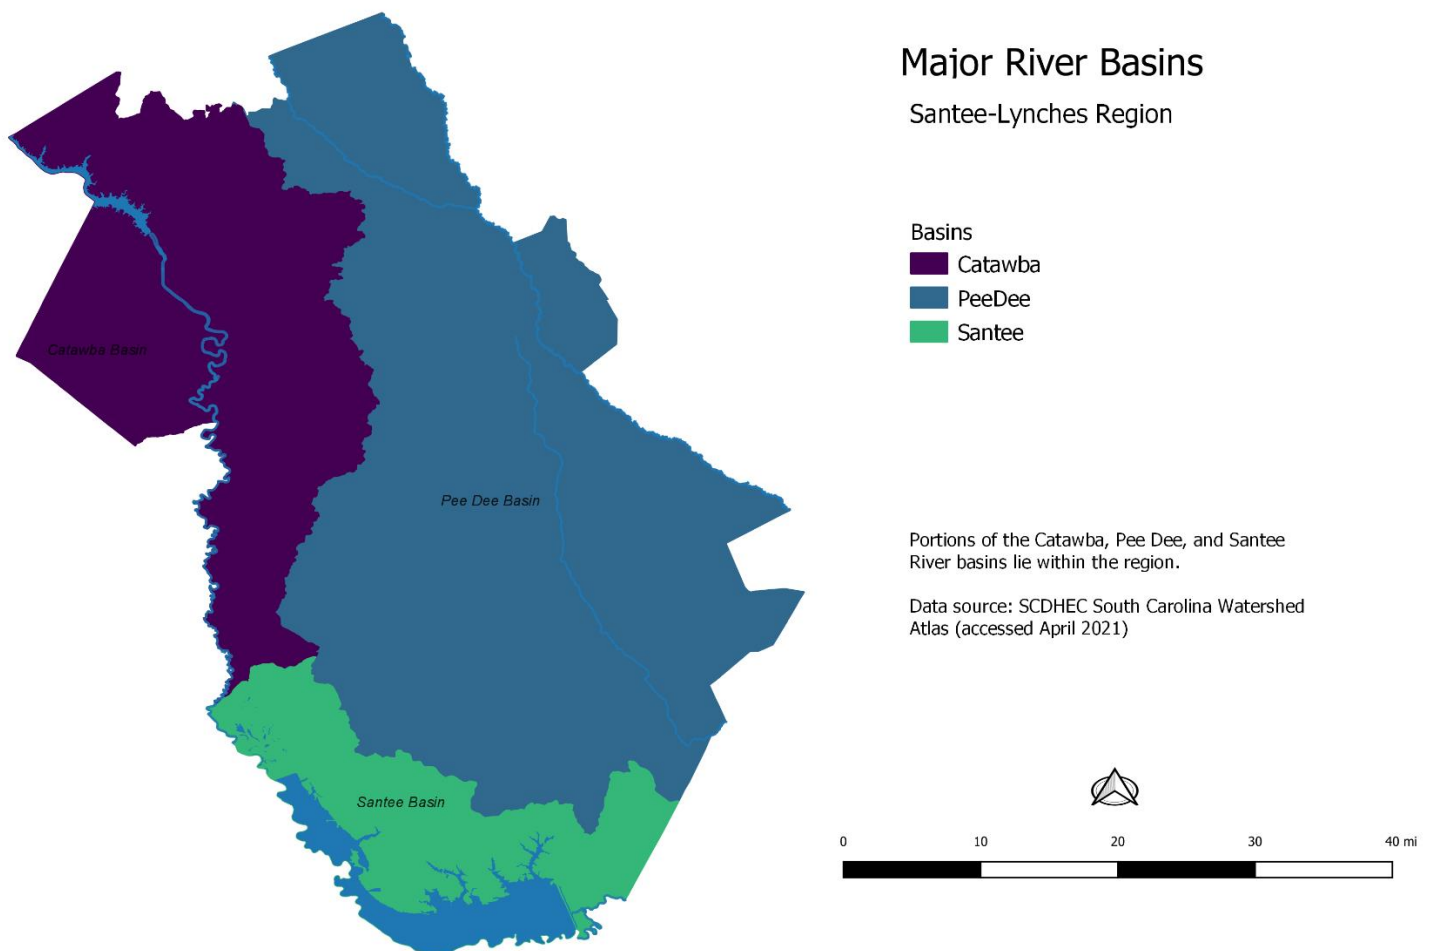 Major River Basins
Santee-Lynches Region
Basins
Catawba
PeeDee
Santee
Catawba Basin
Pee Dee Basin
Santee Basin
Portions of the Catawba, Pee Dee, and Santee
River basins lie within the region.
Data source: SCDHEC South Carolina Watershed
Atlas (accessed April 2021)
0 10 20 30 40 mi